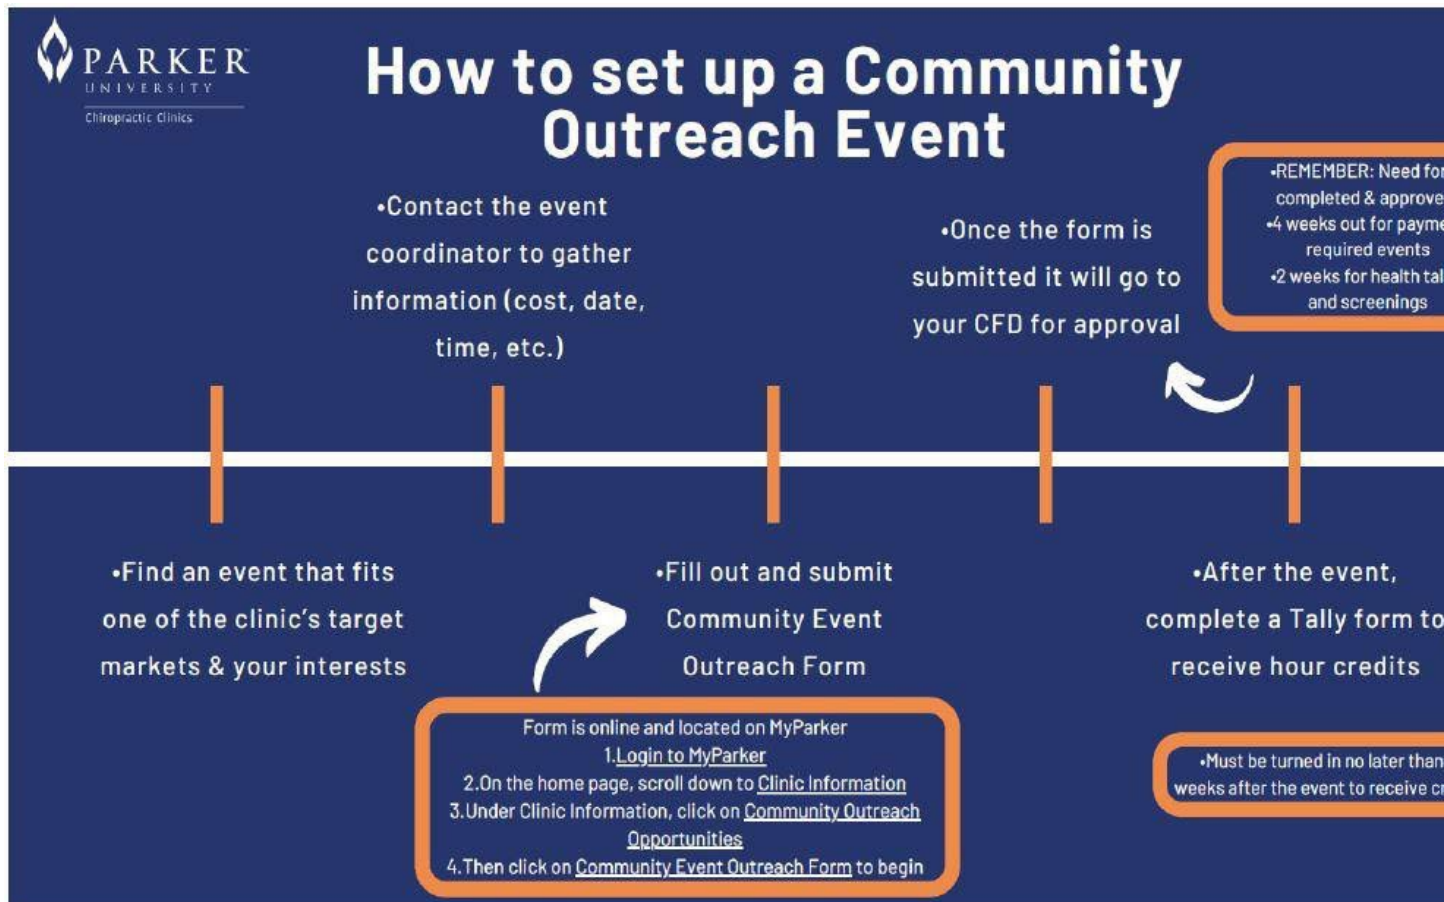 PARKER
UNIVERSITY
Chiropractic Clinics
How to set up a Community
Outreach Event
•Contact the event
coordinator to gather
information (cost, date,
time, etc.)
•Once the form is
submitted it will go to
your CFD for approval
•REMEMBER: Need for
completed & approve
•4 weeks out for payme
required events
•2 weeks for health tal
and screenings
•Find an event that fits
one of the clinic's target
markets & your interests
•Fill out and submit
Community Event
Outreach Form
Form is online and located on MyParker
1.Login to MyParker
2.On the home page, scroll down to Clinic Information
3.Under Clinic Information, click on Community Outreach
Opportunities
4.Then click on Community Event Outreach Form to begin
•After the event,
complete a Tally form to
receive hour credits
•Must be turned in no later than
weeks after the event to receive cr